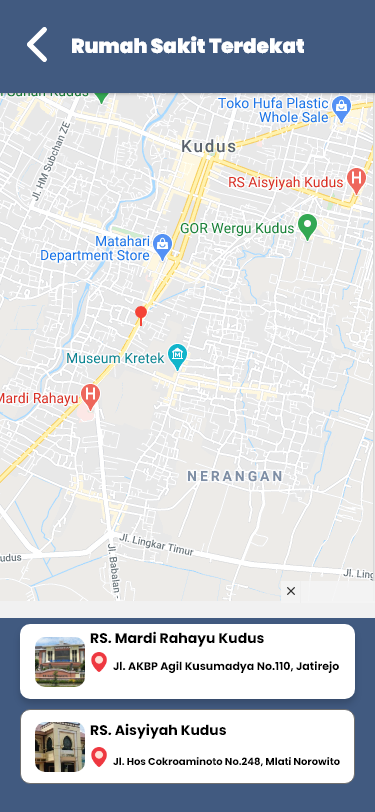 Rumah Sakit Terdekat
Toko Hufa Plastic
Whole Sale
Jl. HM Subchan ZE
Kudus
RS Aisyiyah Kudus
GOR Wergu Kudus
Matahari
Department Store
Museum Kretek
Mardi Rahayu
NERANGAN
Jl. Lingkar Timur
udus
Jl. Babalan
Jl. Ling
RS. Mardi Rahayu Kudus
Jl. AKBP Agil Kusumadya No.110, Jatirejo
RS. Aisyiyah Kudus
Jl. Hos Cokroaminoto No.248, Mlati Norowito